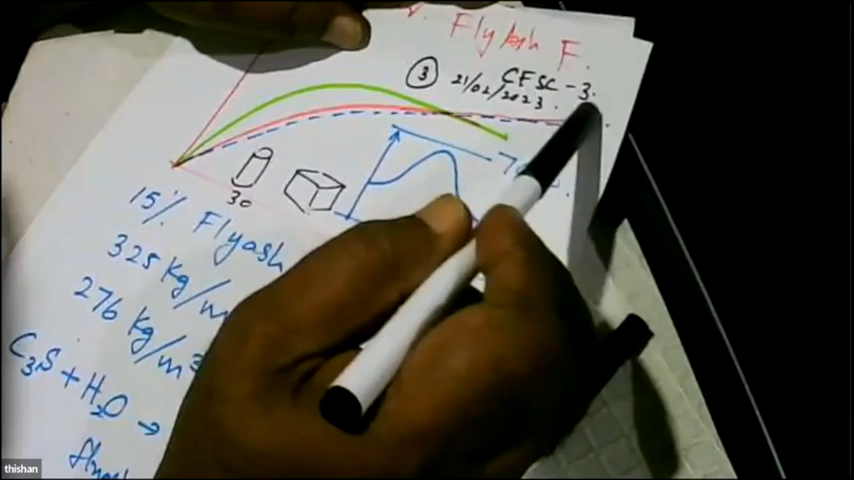 Flyash F.
3 CFSC-3.
21/02/2023.
30
15% Flyash
325 Kg/m
276 Kg/m³
C3S + H2O →
thishan